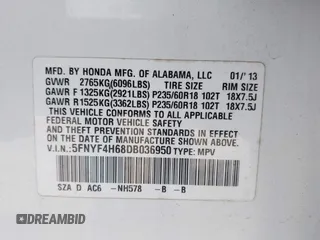 MFD. BY HONDA MFG. OF ALABAMA, LLC 01/'13
GVWR 2765KG(6096LBS) TIRE SIZE RIM SIZE
GAWR F 1325KG(2921LBS) P235/60R18 102T 18X7.5J
GAWR R 1525KG(3362LBS) P235/60R18 102T 18X7.5J
THIS VEHICLE CONFORMS TO ALL APPLICABLE
FEDERAL MOTOR VEHICLE SAFETY STANDARDS IN EFFECT
ON THE DATE OF MANUFACTURE SHOWN ABOVE.
V.I.N.:5FNYF4H68DB036950 TYPE: MPV
SZA D AC6 -NH578 -B -B
DREAMBID
DREAMBID.COM